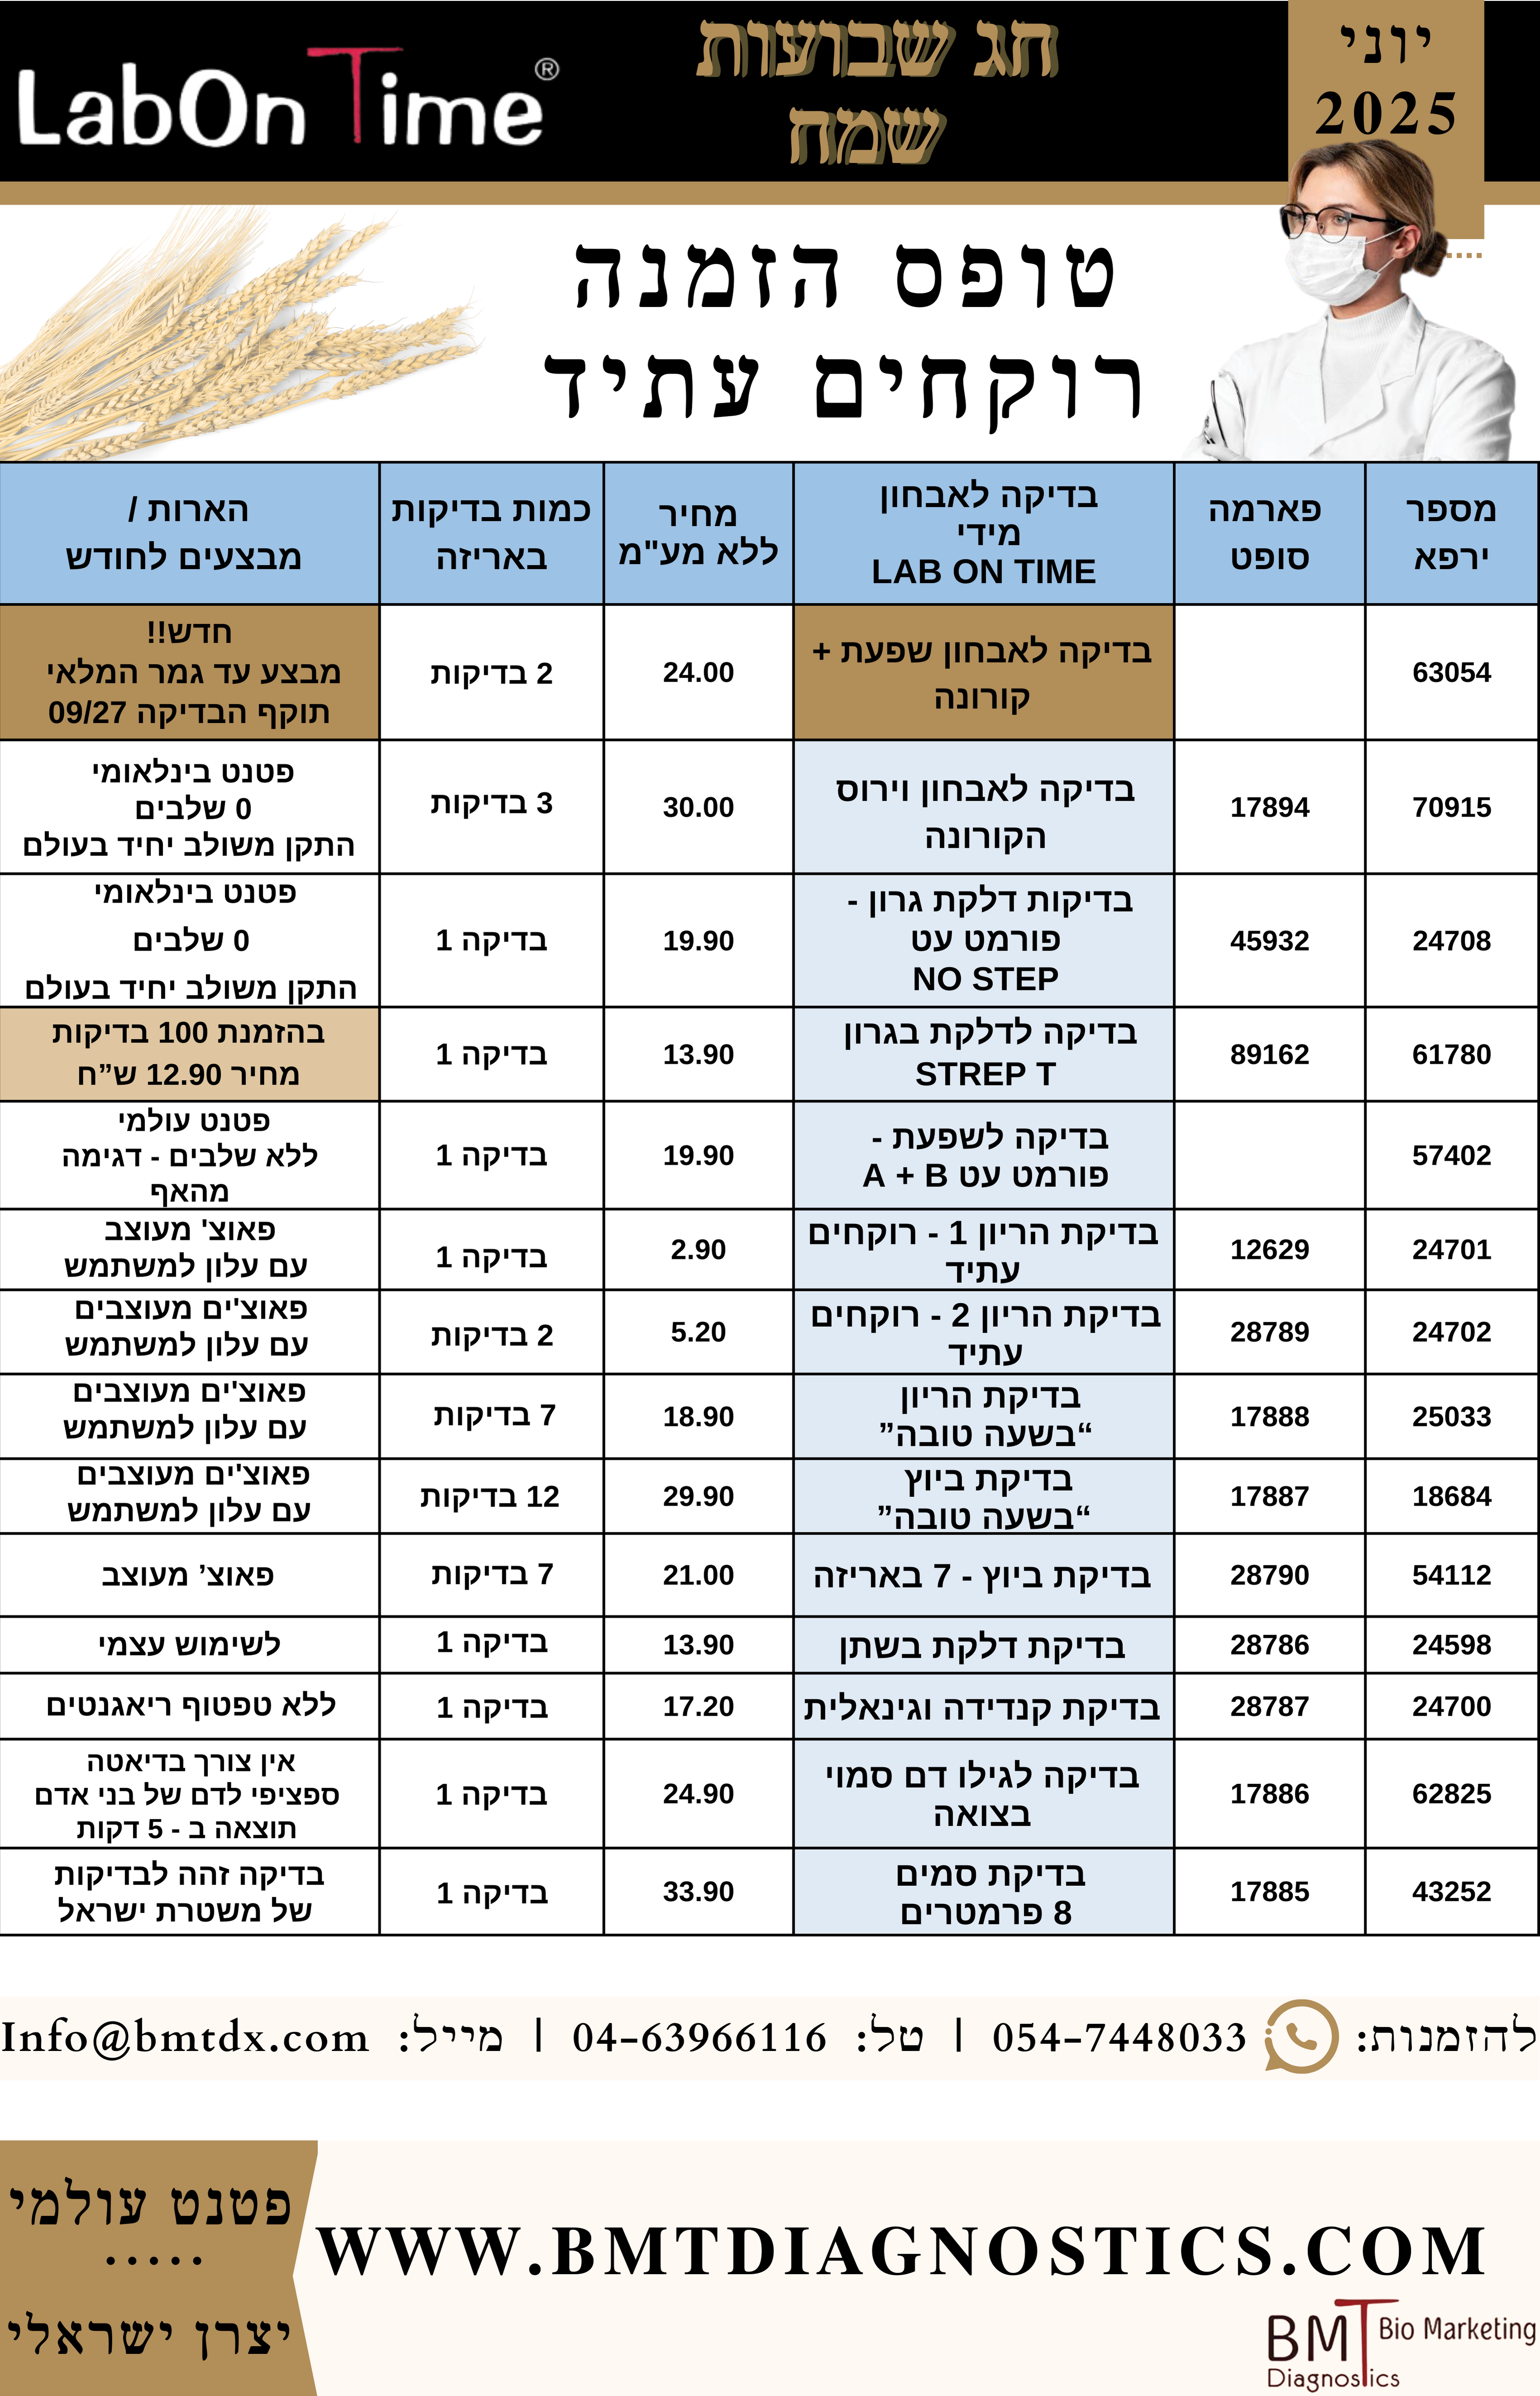 LabOn Time®
חג שבועות
שמח
יוני
2025
טופס הזמנה
רוקחים עתיד
מספר
ירפא
פארמה
סופט
בדיקה לאבחון
מידי
LAB ON TIME
מחיר
ללא מע"מ
כמות בדיקות
באריזה
הארות /
מבצעים לחודש
63054
בדיקה לאבחון שפעת +
קורונה
24.00
2 בדיקות
חדש!!
מבצע עד גמר המלאי
תוקף הבדיקה 09/27
70915
17894
בדיקה לאבחון וירוס
הקורונה
30.00
3 בדיקות
פטנט בינלאומי
0 שלבים
התקן משולב יחיד בעולם
24708
45932
בדיקות דלקת גרון -
פורמט עט
NO STEP
19.90
בדיקה 1
פטנט בינלאומי
0 שלבים
התקן משולב יחיד בעולם
61780
89162
בדיקה לדלקת בגרון
STREP T
13.90
בדיקה 1
בהזמנת 100 בדיקות
מחיר 12.90 ש”ח
57402
בדיקה לשפעת -
פורמט עט A + B
19.90
בדיקה 1
פטנט עולמי
ללא שלבים - דגימה
מהאף
24701
12629
בדיקת הריון 1 - רוקחים
עתיד
2.90
בדיקה 1
פאוצ' מעוצב
עם עלון למשתמש
24702
28789
בדיקת הריון 2 - רוקחים
עתיד
5.20
2 בדיקות
פאוצ'ים מעוצבים
עם עלון למשתמש
25033
17888
בדיקת הריון
“בשעה טובה”
18.90
7 בדיקות
פאוצ'ים מעוצבים
עם עלון למשתמש
18684
17887
בדיקת ביוץ
“בשעה טובה”
29.90
12 בדיקות
פאוצ'ים מעוצבים
עם עלון למשתמש
54112
28790
בדיקת ביוץ - 7 באריזה
21.00
7 בדיקות
פאוצ’ מעוצב
24598
28786
בדיקת דלקת בשתן
13.90
בדיקה 1
לשימוש עצמי
24700
28787
בדיקת קנדידה וגינאלית
17.20
בדיקה 1
ללא טפטוף ריאגנטים
62825
17886
בדיקה לגילו דם סמוי
בצואה
24.90
בדיקה 1
אין צורך בדיאטה
ספציפי לדם של בני אדם
תוצאה ב - 5 דקות
43252
17885
בדיקת סמים
8 פרמטרים
33.90
בדיקה 1
בדיקה זהה לבדיקות
של משטרת ישראל
להזמנות: 054-7448033 | טל: 04-63966116 | מייל: Info@bmtdx.com
פטנט עולמי
.....
יצרן ישראלי
WWW.BMTDIAGNOSTICS.COM
BMT Bio Marketing
Diagnostics